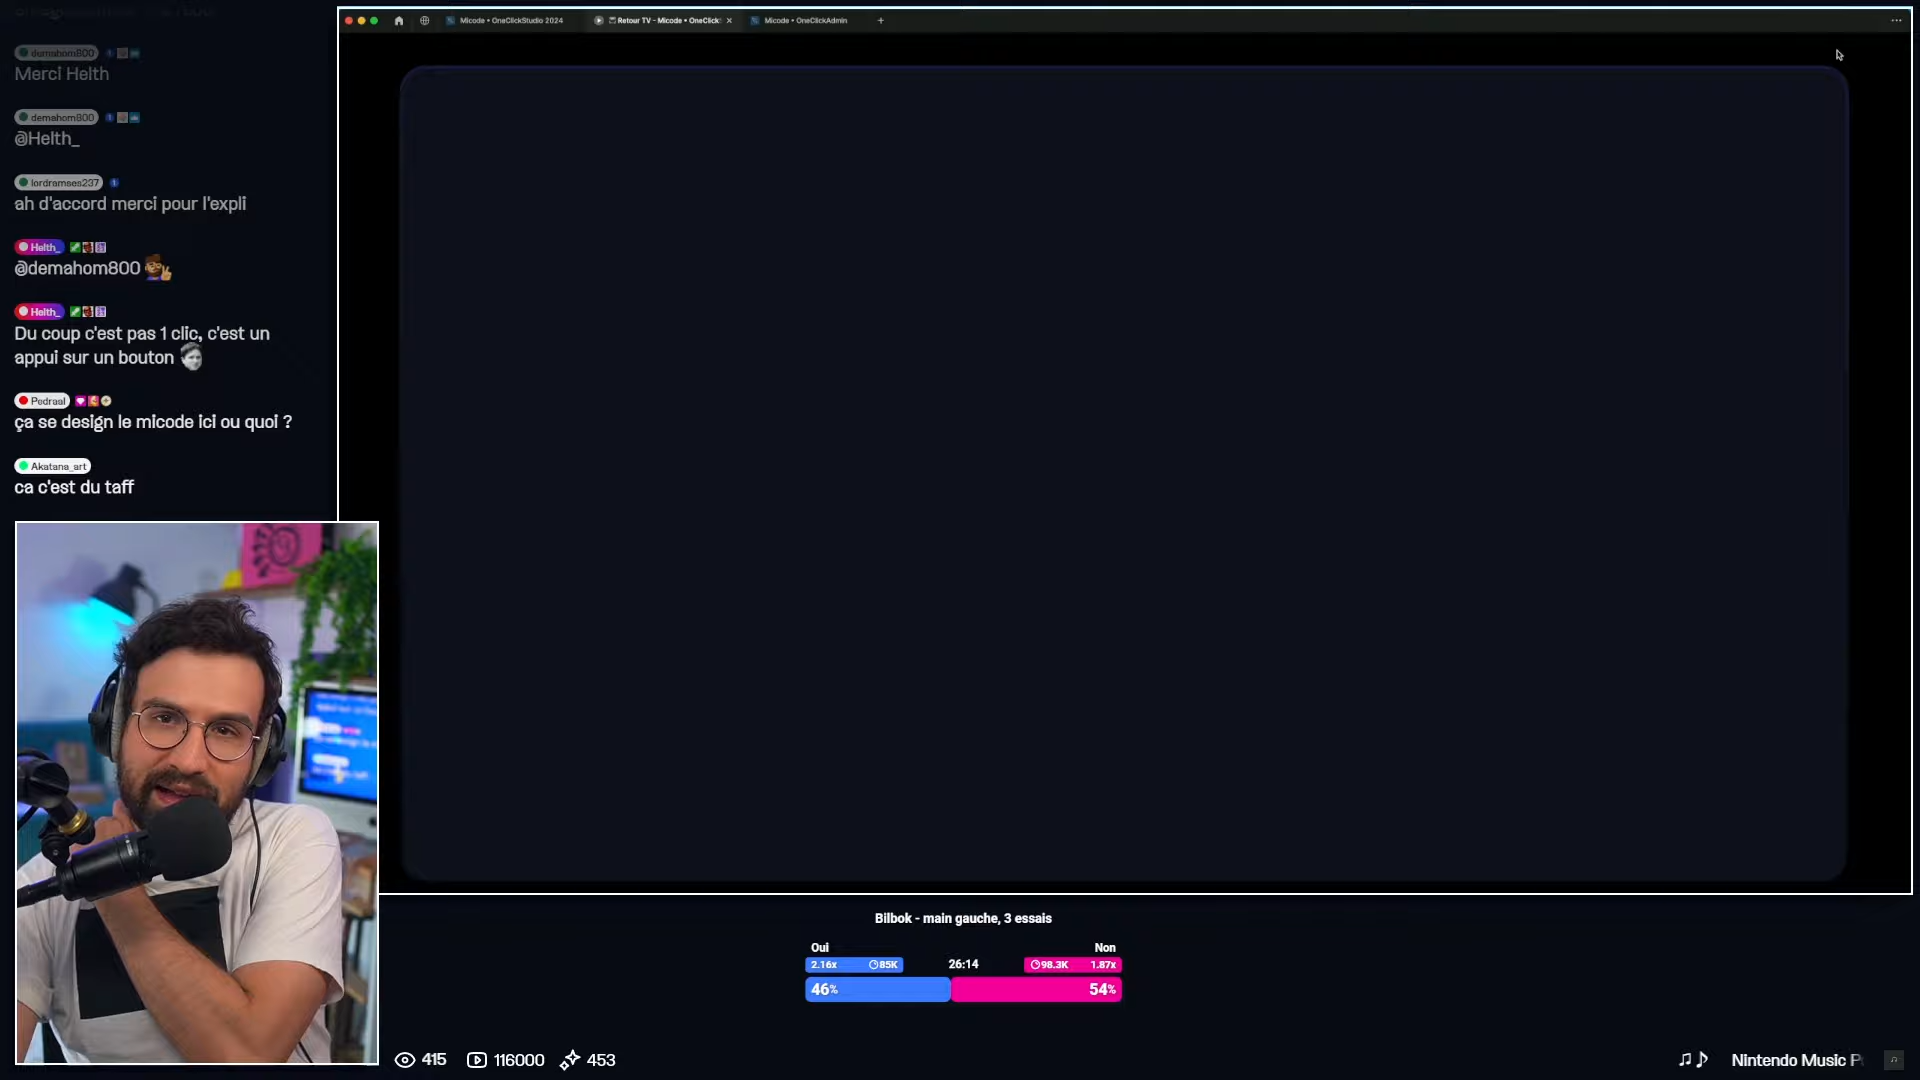 demahom800
Merci Helth
demahom800
@Helth_
lordramses237
ah d'accord merci pour l'expli
Helth_
@demahom800
Helth_
Du coup c'est pas 1 clic, c'est un
appui sur un bouton
Pedraal
ça se design le micode ici ou quoi ?
Akatana_art
ca c'est du taff
Micode • OneClickStudio 2024
Retour TV - Micode • OneClick
Micode • OneClickAdmin
Bilbok - main gauche, 3 essais
Oui
Non
2.16x
85K
26:14
98.3K
1.87x
46%
54%
415
116000
453
Nintendo Music